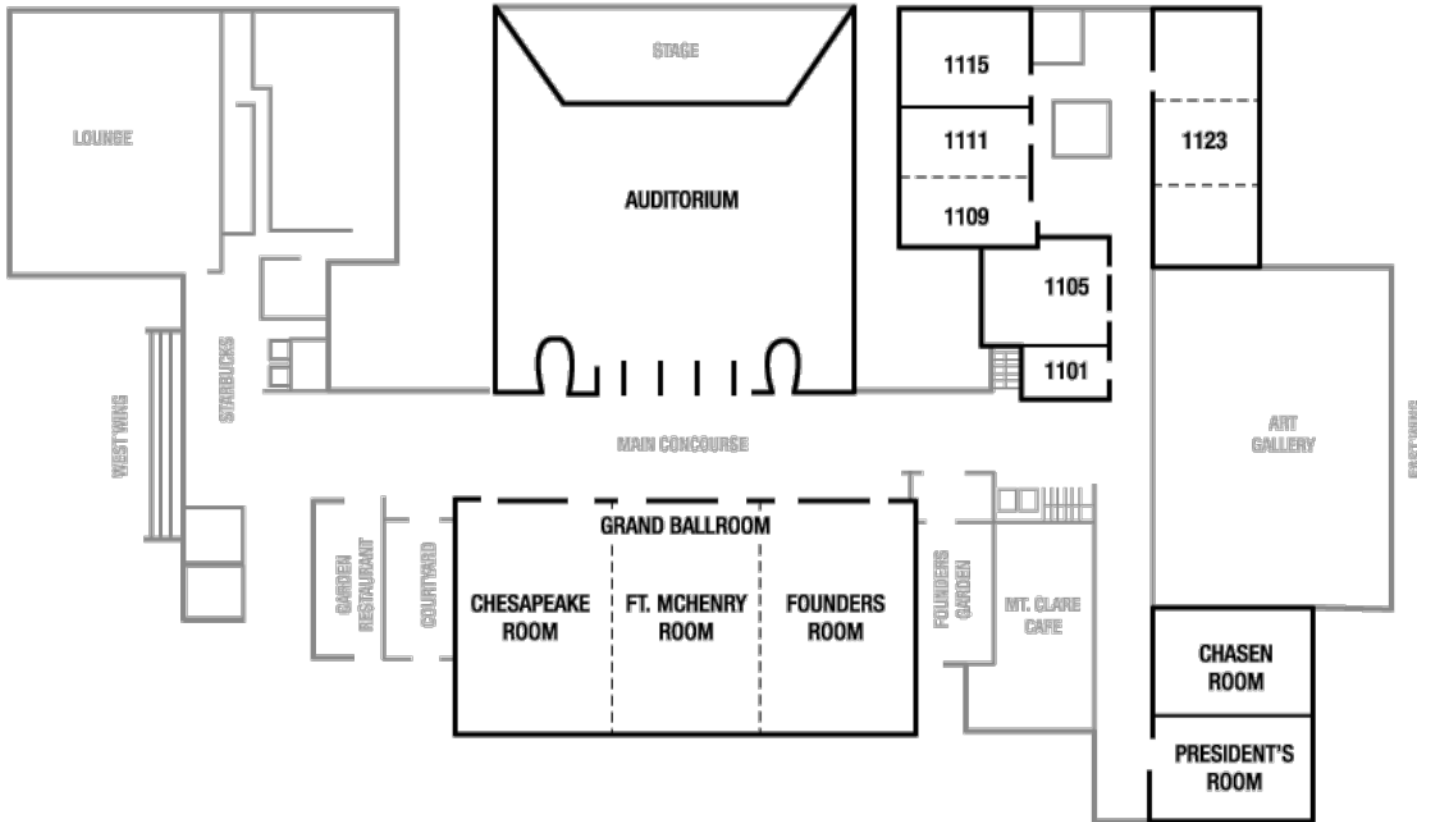 STAGE
1115
LOUNGE
1111
1123
AUDITORIUM
1109
1105
STARBUCKS
1101
WEST WING
MAIN CONCOURSE
ART
GALLERY
GRAND BALLROOM
GARDEN
RESTAURANT
COURTYARD
CHESAPEAKE
ROOM
FT. MCHENRY
ROOM
FOUNDERS
ROOM
FOUNDERS
GARDEN
MT. CLARE
CAFE
CHASEN
ROOM
PRESIDENT'S
ROOM